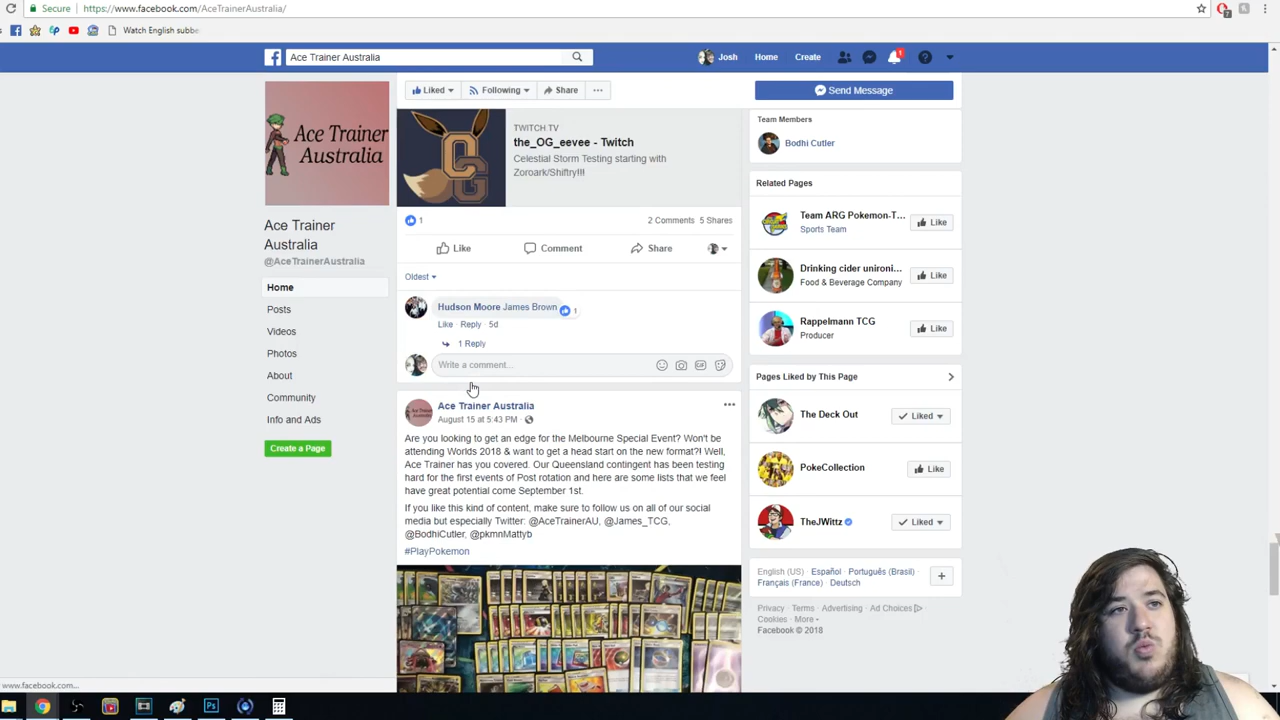 Secure
https://www.facebook.com/AceTrainerAustralia/
7
Watch English subbe
Ace Trainer Australia
Josh
Home
Create
1
Ace Trainer
Australia
Ace Trainer
Australia
@AceTrainerAustralia
Home
Posts
Videos
Photos
About
Community
Info and Ads
Create a Page
Liked
Following
Share
Send Message
OG
TWITCH TV
the_OG_eevee - Twitch
Celestial Storm Testing starting with
Zoroark/Shiftry!!!
1
2 Comments 5 Shares
Like
Comment
Share
Oldest
Hudson Moore James Brown
1
Like · Reply · 5d
1 Reply
Write a comment...
GIF
Ace Trainer Australia
August 15 at 5:43 PM ·
Are you looking to get an edge for the Melbourne Special Event? Won't be
attending Worlds 2018 & want to get a head start on the new format?! Well,
Ace Trainer has you covered. Our Queensland contingent has been testing
hard for the first events of Post rotation and here are some lists that we feel
have great potential come September 1st.
If you like this kind of content, make sure to follow us on all of our social
media but especially Twitter: @AceTrainerAU, @James_TCG,
@BodhiCutler, @pkmnMattyb
#PlayPokemon
Team Members
Bodhi Cutler
Related Pages
Team ARG Pokemon-T...
Sports Team
Like
Drinking cider unironi...
Food & Beverage Company
Like
Rappelmann TCG
Producer
Like
Pages Liked by This Page
The Deck Out
Liked
PokeCollection
Like
TheJWittz
Liked
English (US) · Español · Português (Brasil) ·
Français (France) · Deutsch
Privacy · Terms · Advertising · Ad Choices ·
Cookies · More
Facebook © 2018
www.facebook.com...
Ps